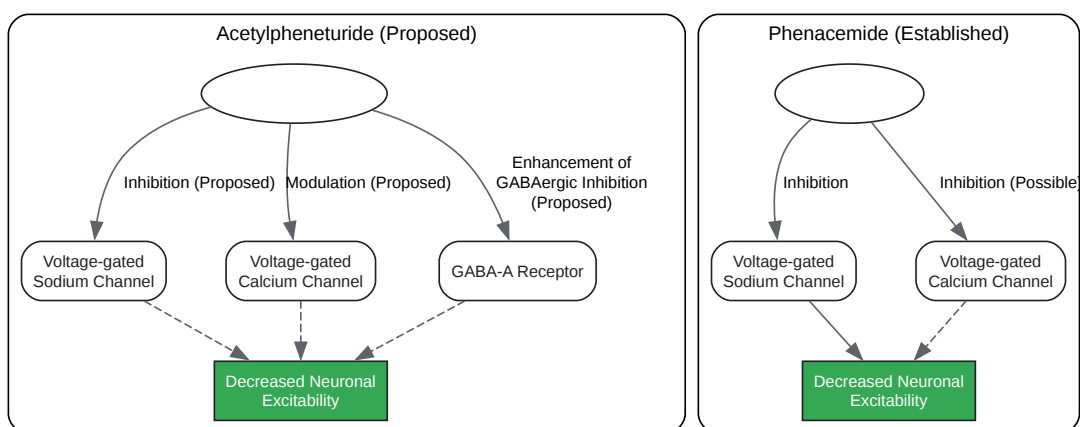 Acetylpheneturide (Proposed)
Inhibition (Proposed)
Modulation (Proposed)
Enhancement of
GABAergic Inhibition
(Proposed)
Voltage-gated
Sodium Channel
Voltage-gated
Calcium Channel
GABA-A Receptor
Decreased Neuronal
Excitability
Phenacemide (Established)
Inhibition
Inhibition (Possible)
Voltage-gated
Sodium Channel
Voltage-gated
Calcium Channel
Decreased Neuronal
Excitability